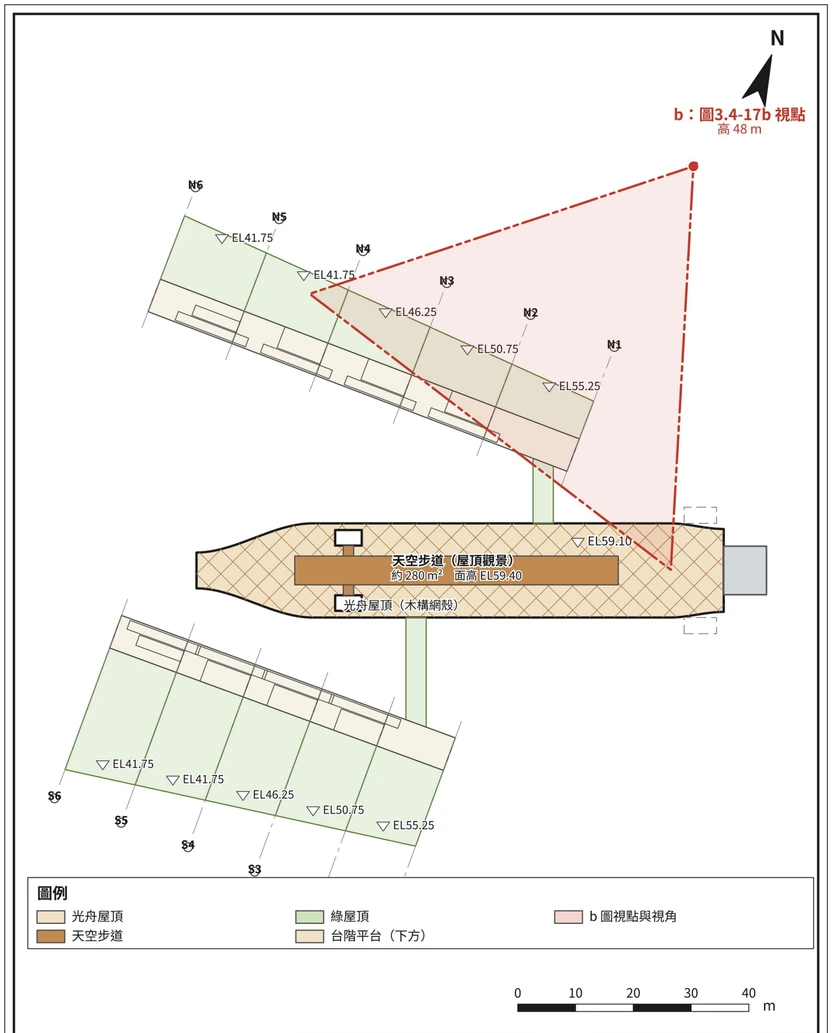 N
b：圖3.4-17b 視點
高 48 m
N6
N5
N4
N3
N2
N1
EL41.75
EL41.75
EL46.25
EL50.75
EL55.25
EL59.10
天空步道（屋頂觀景）
約 280 m² 面高 EL59.40
光舟屋頂（木構網殼）
EL41.75
EL41.75
EL46.25
EL50.75
EL55.25
S6
S5
S4
S3
圖例
光舟屋頂
綠屋頂
b 圖視點與視角
天空步道
台階平台（下方）
0 10 20 30 40 m